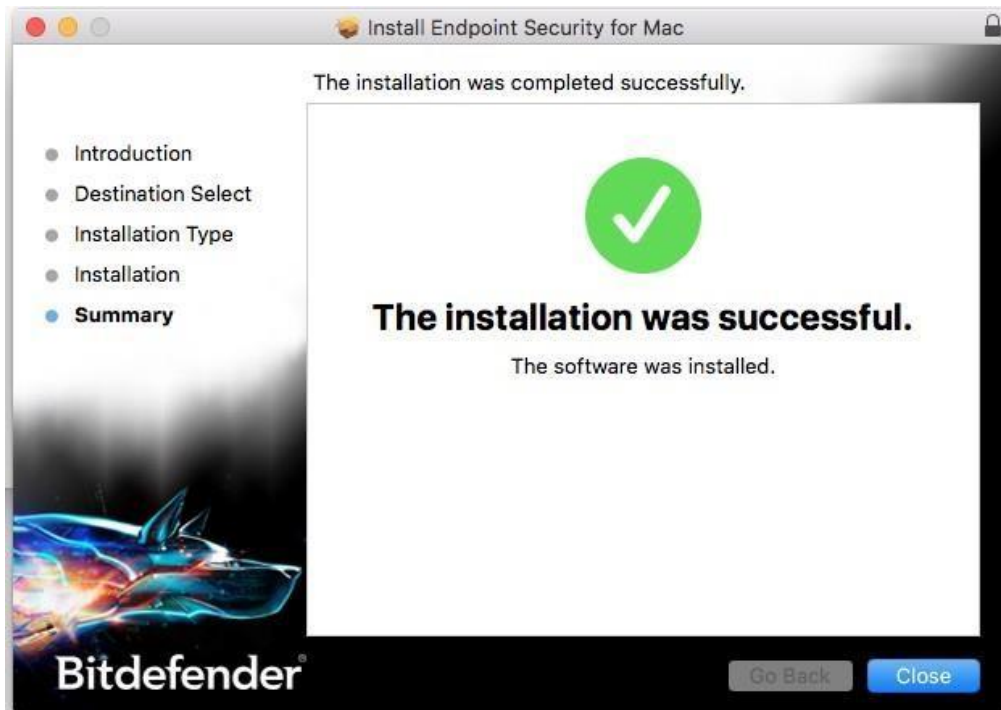 Install Endpoint Security for Mac
The installation was completed successfully.
Introduction
Destination Select
Installation Type
Installation
Summary
The installation was successful.
The software was installed.
Bitdefender®
Go Back
Close